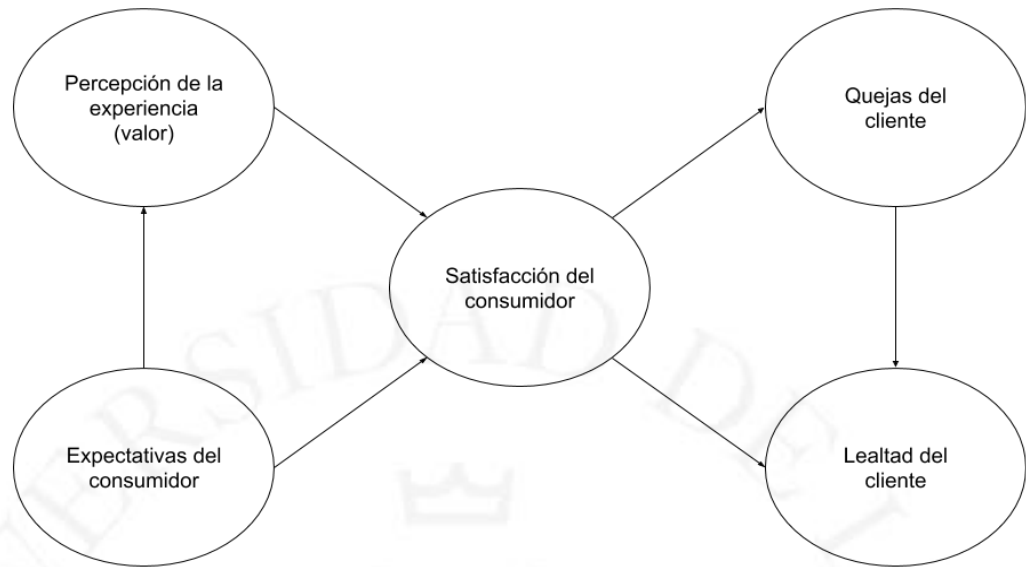 Percepción de la
experiencia
(valor)
Quejas del
cliente
Satisfacción del
consumidor
Expectativas del
consumidor
Lealtad del
cliente